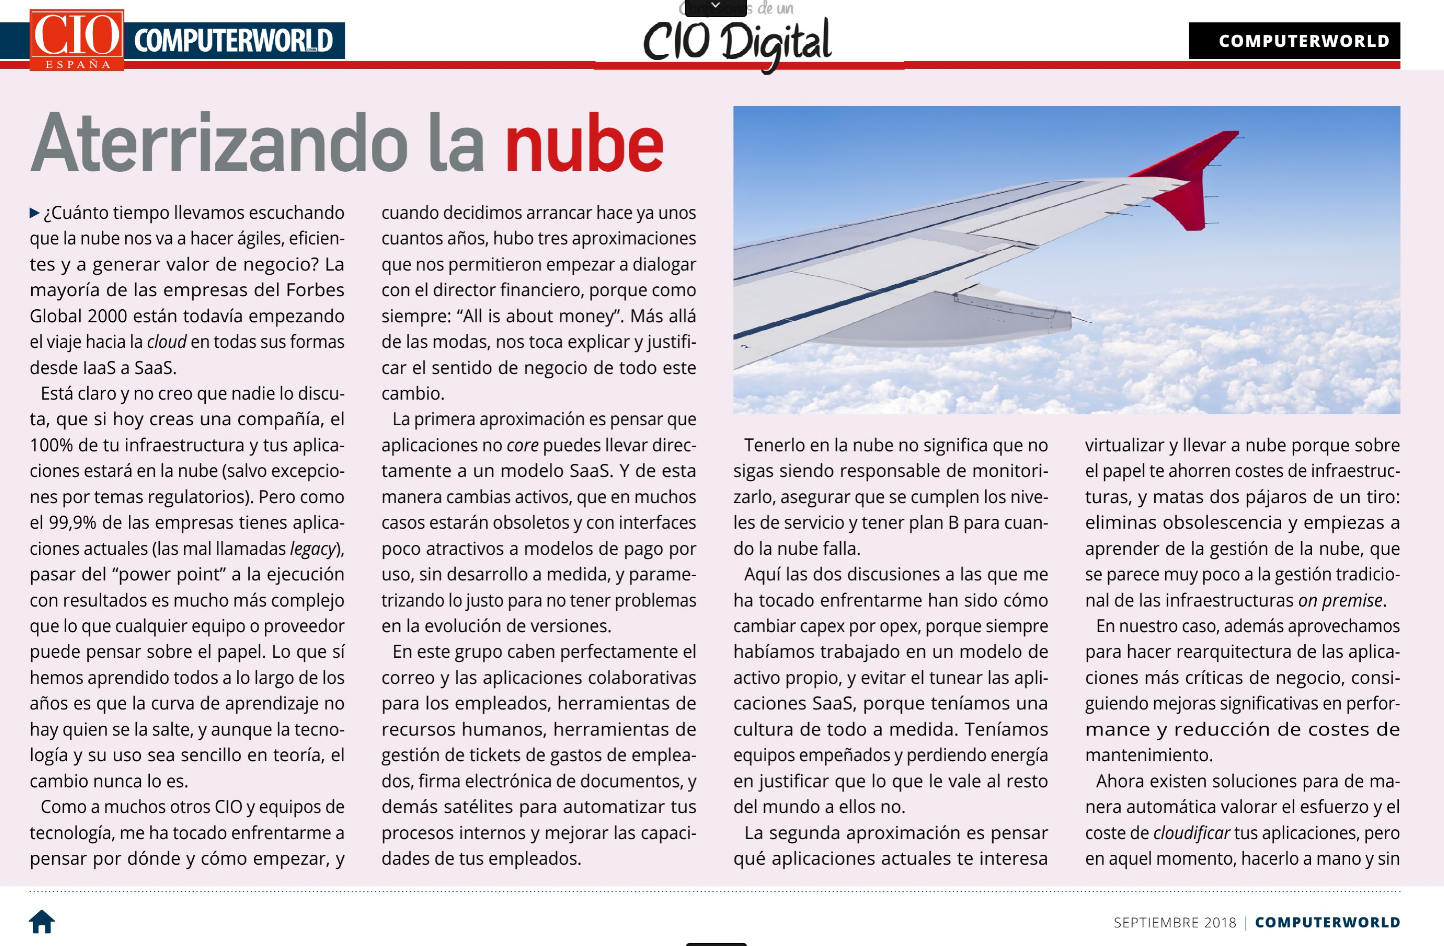 CIO
ESPAÑA
COMPUTERWORLD
de un
CIO Digital
COMPUTERWORLD
Aterrizando la nube
¿Cuánto tiempo llevamos escuchando
que la nube nos va a hacer ágiles, eficien-
tes y a generar valor de negocio? La
mayoría de las empresas del Forbes
Global 2000 están todavía empezando
el viaje hacia la cloud en todas sus formas
desde IaaS a SaaS.
Está claro y no creo que nadie lo discu-
ta, que si hoy creas una compañía, el
100% de tu infraestructura y tus aplica-
ciones estará en la nube (salvo excepcio-
nes por temas regulatorios). Pero como
el 99,9% de las empresas tienes aplica-
ciones actuales (las mal llamadas legacy),
pasar del “power point” a la ejecución
con resultados es mucho más complejo
que lo que cualquier equipo o proveedor
puede pensar sobre el papel. Lo que sí
hemos aprendido todos a lo largo de los
años es que la curva de aprendizaje no
hay quien se la salte, y aunque la tecno-
logía y su uso sea sencillo en teoría, el
cambio nunca lo es.
Como a muchos otros CIO y equipos de
tecnología, me ha tocado enfrentarme a
pensar por dónde y cómo empezar, y
cuando decidimos arrancar hace ya unos
cuantos años, hubo tres aproximaciones
que nos permitieron empezar a dialogar
con el director financiero, porque como
siempre: “All is about money”. Más allá
de las modas, nos toca explicar y justifi-
car el sentido de negocio de todo este
cambio.
La primera aproximación es pensar que
aplicaciones no core puedes llevar direc-
tamente a un modelo SaaS. Y de esta
manera cambias activos, que en muchos
casos estarán obsoletos y con interfaces
poco atractivos a modelos de pago por
uso, sin desarrollo a medida, y parame-
trizando lo justo para no tener problemas
en la evolución de versiones.
En este grupo caben perfectamente el
correo y las aplicaciones colaborativas
para los empleados, herramientas de
recursos humanos, herramientas de
gestión de tickets de gastos de emplea-
dos, firma electrónica de documentos, y
demás satélites para automatizar tus
procesos internos y mejorar las capaci-
dades de tus empleados.
Tenerlo en la nube no significa que no
sigas siendo responsable de monitori-
zarlo, asegurar que se cumplen los nive-
les de servicio y tener plan B para cuan-
do la nube falla.
Aquí las dos discusiones a las que me
ha tocado enfrentarme han sido cómo
cambiar capex por opex, porque siempre
habíamos trabajado en un modelo de
activo propio, y evitar el tunear las apli-
caciones SaaS, porque teníamos una
cultura de todo a medida. Teníamos
equipos empeñados y perdiendo energía
en justificar que lo que le vale al resto
del mundo a ellos no.
La segunda aproximación es pensar
qué aplicaciones actuales te interesa
virtualizar y llevar a nube porque sobre
el papel te ahorren costes de infraestruc-
turas, y matas dos pájaros de un tiro:
eliminas obsolescencia y empiezas a
aprender de la gestión de la nube, que
se parece muy poco a la gestión tradicio-
nal de las infraestructuras on premise.
En nuestro caso, además aprovechamos
para hacer rearquitectura de las aplica-
ciones más críticas de negocio, consi-
guiendo mejoras significativas en perfor-
mance y reducción de costes de
mantenimiento.
Ahora existen soluciones para de ma-
nera automática valorar el esfuerzo y el
coste de cloudificar tus aplicaciones, pero
en aquel momento, hacerlo a mano y sin
SEPTIEMBRE 2018 | COMPUTERWORLD